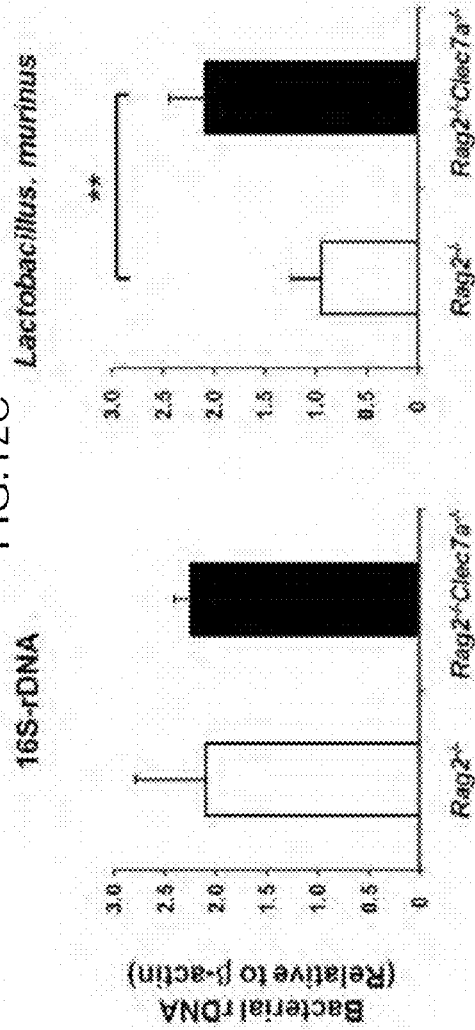 FIG.12C
16S-rDNA
Bacterial rDNA
(Relative to β-actin)
3.0
2.5
2.0
1.5
1.0
0.5
0
Rag2-/-
Rag2-/-Clec7a-/-
Lactobacillus. murinus
**
3.0
2.5
2.0
1.5
1.0
0.5
0
Rag2-/-
Rag2-/-Clec7a-/-